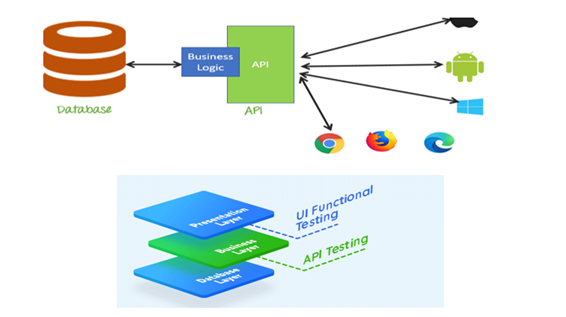 Business
Logic
API
Database
API
Presentation
Layer
UI Functional
Testing
Business
Layer
API Testing
Database
Layer